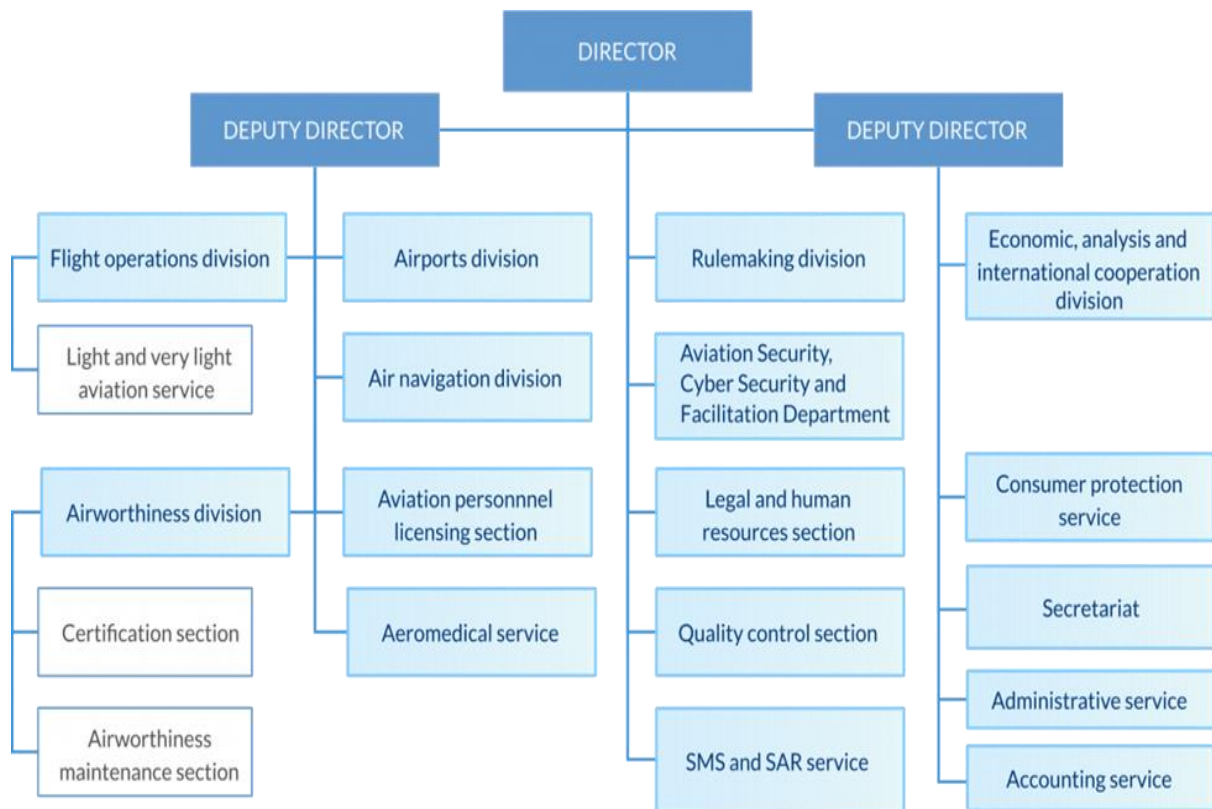 DIRECTOR
DEPUTY DIRECTOR
DEPUTY DIRECTOR
Flight operations division
Airports division
Rulemaking division
Economic, analysis and
international cooperation
division
Light and very light
aviation service
Air navigation division
Aviation Security,
Cyber Security and
Facilitation Department
Airworthiness division
Aviation personnnel
licensing section
Legal and human
resources section
Consumer protection
service
Certification section
Aeromedical service
Quality control section
Secretariat
Airworthiness
maintenance section
SMS and SAR service
Administrative service
Accounting service